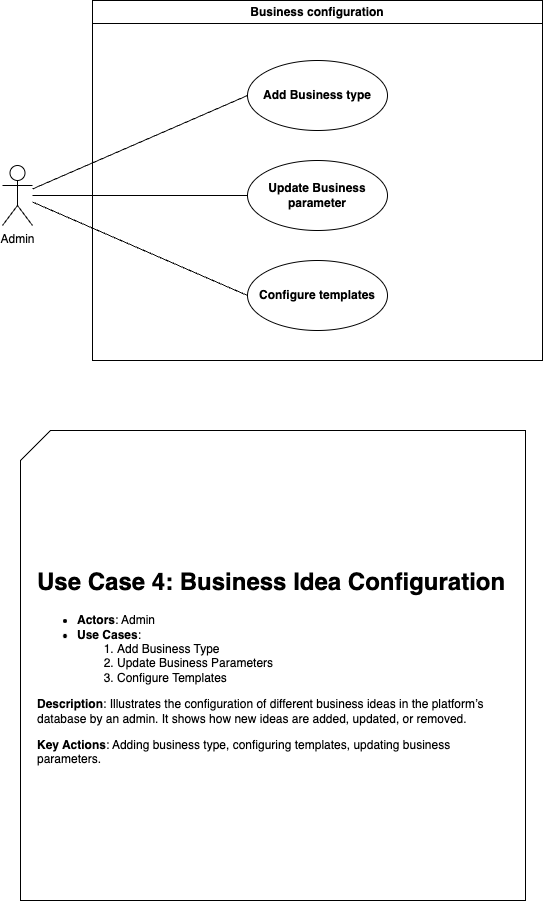 Business configuration
Add Business type
Update Business
parameter
Admin
Configure templates
Use Case 4: Business Idea Configuration
• Actors: Admin
• Use Cases:
1. Add Business Type
2. Update Business Parameters
3. Configure Templates
Description: Illustrates the configuration of different business ideas in the platform's
database by an admin. It shows how new ideas are added, updated, or removed.
Key Actions: Adding business type, configuring templates, updating business
parameters.